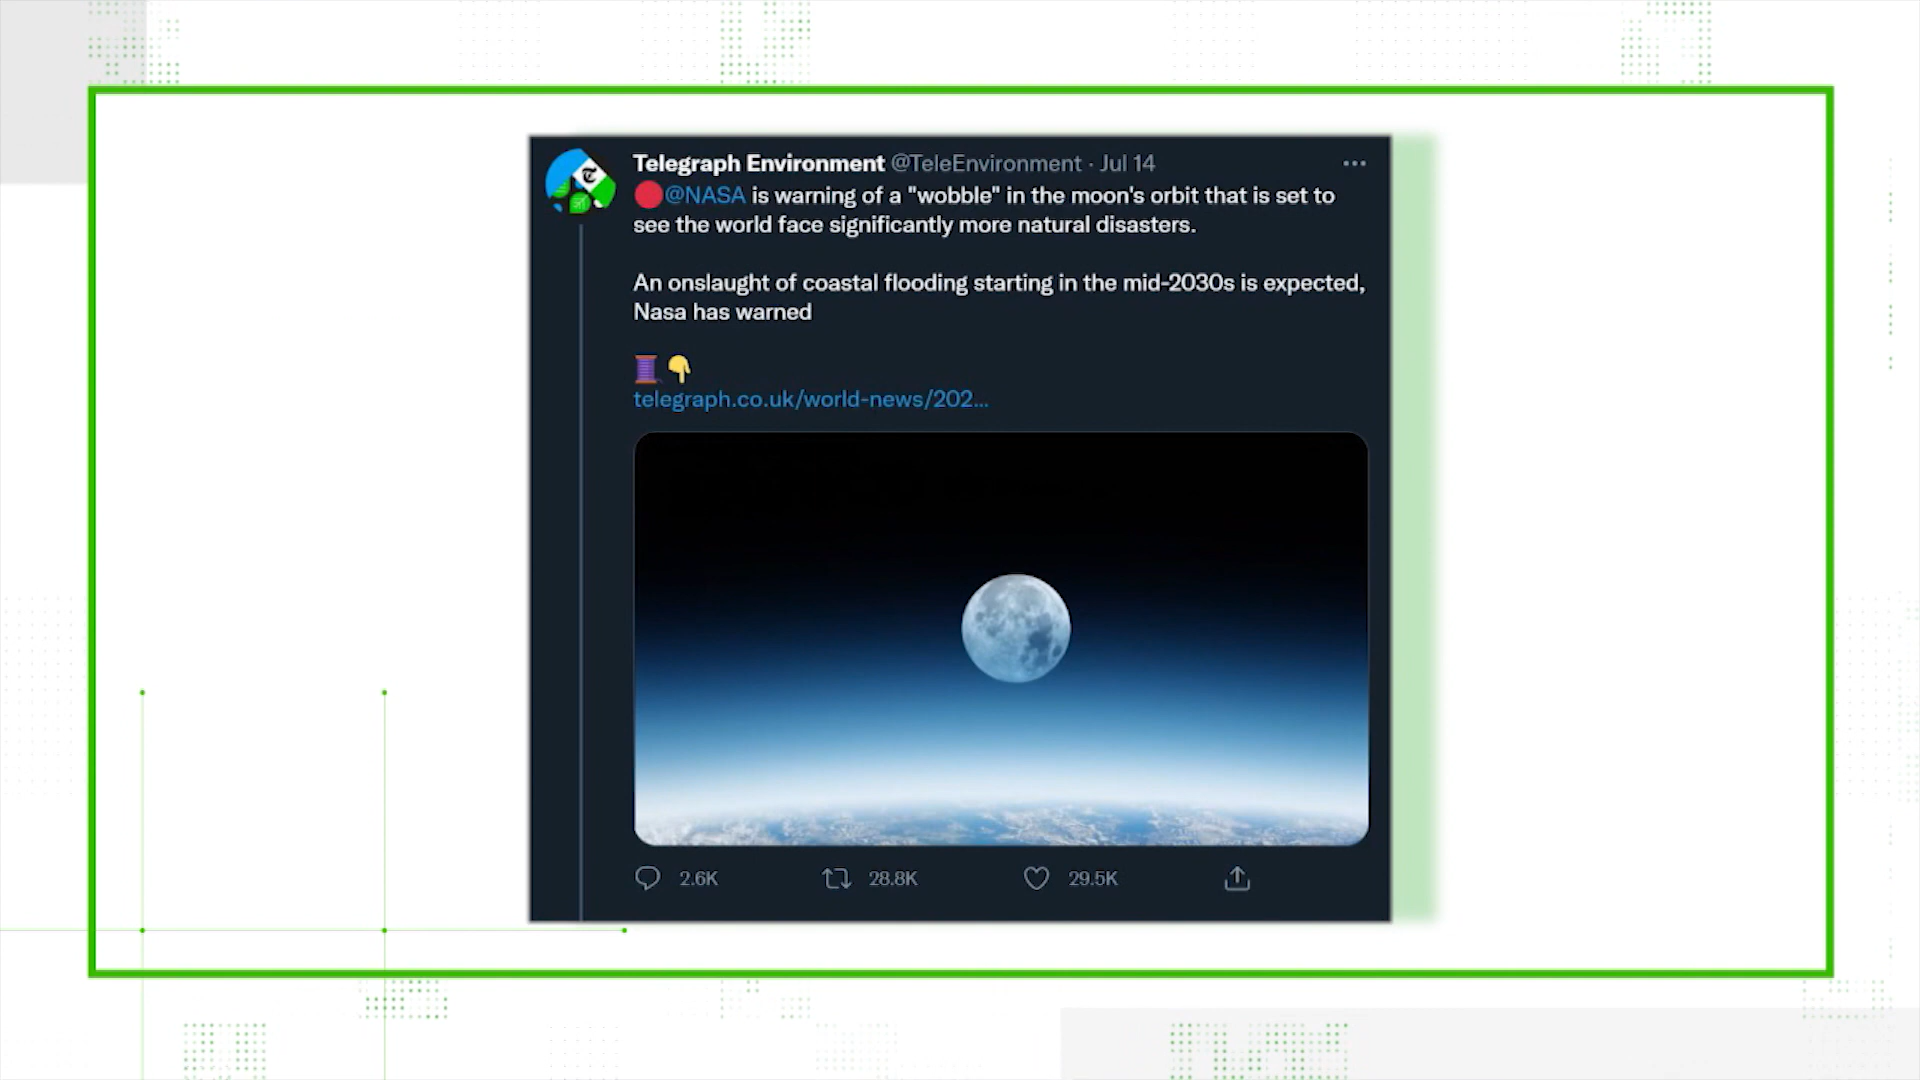 Telegraph Environment @TeleEnvironment · Jul 14
@NASA is warning of a "wobble" in the moon's orbit that is set to
see the world face significantly more natural disasters.
An onslaught of coastal flooding starting in the mid-2030s is expected,
Nasa has warned
telegraph.co.uk/world-news/202...
2.6K 28.8K 29.5K